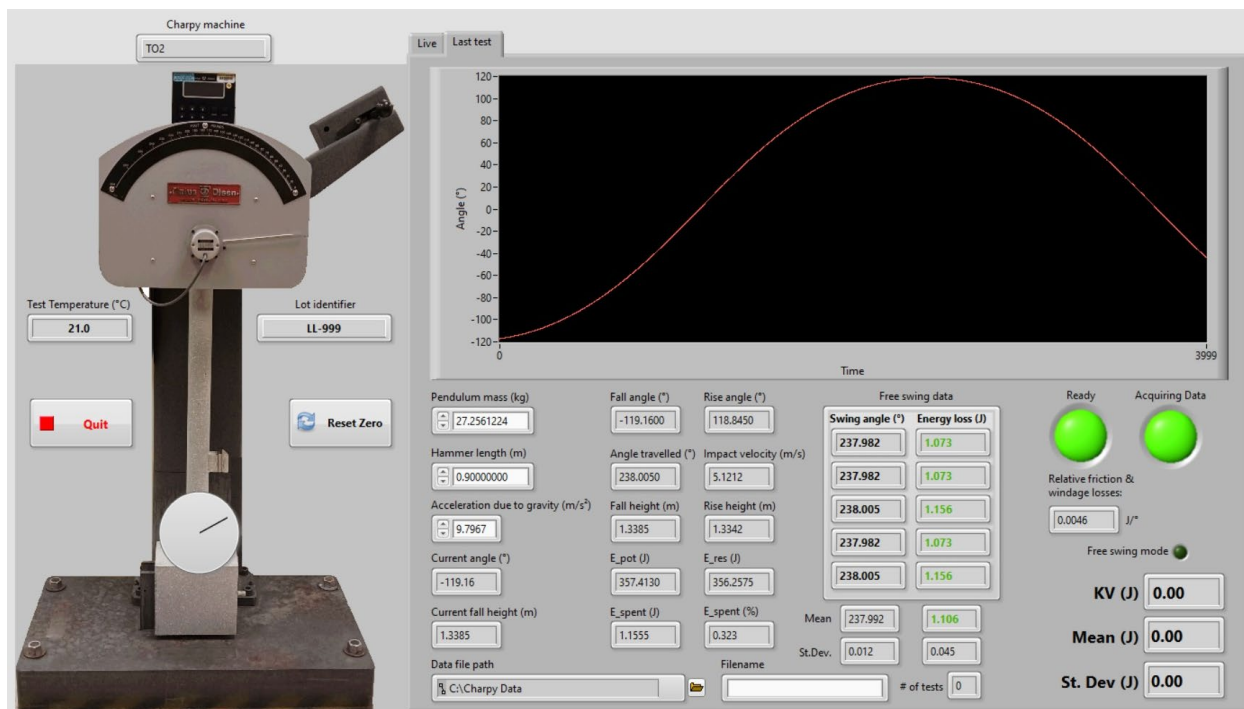 Charpy machine
TO2
Test Temperature (°C)
21.0
Lot identifier
LL-999
Quit
Reset Zero
Live
Last test
Angle (°)
120
100
80
60
40
20
0
-20
-40
-60
-80
-100
-120
0
3999
Time
Pendulum mass (kg)
27.2561224
Hammer length (m)
0.90000000
Acceleration due to gravity (m/s²)
9.7967
Current angle (°)
-119.16
Current fall height (m)
1.3385
Fall angle (°)
-119.1600
Rise angle (°)
118.8450
Angle travelled (°)
238.0050
Impact velocity (m/s)
5.1212
Fall height (m)
1.3385
Rise height (m)
1.3342
E_pot (J)
357.4130
E_res (J)
356.2575
E_spent (J)
1.1555
E_spent (%)
0.323
Free swing data
Swing angle (°) Energy loss (J)
237.982 1.073
237.982 1.073
238.005 1.156
237.982 1.073
238.005 1.156
Mean 237.992 1.106
St.Dev. 0.012 0.045
Ready
Acquiring Data
Relative friction &
windage losses:
0.0046 J/°
Free swing mode
KV (J) 0.00
Mean (J) 0.00
St. Dev (J) 0.00
Data file path
C:\Charpy Data
Filename
# of tests 0